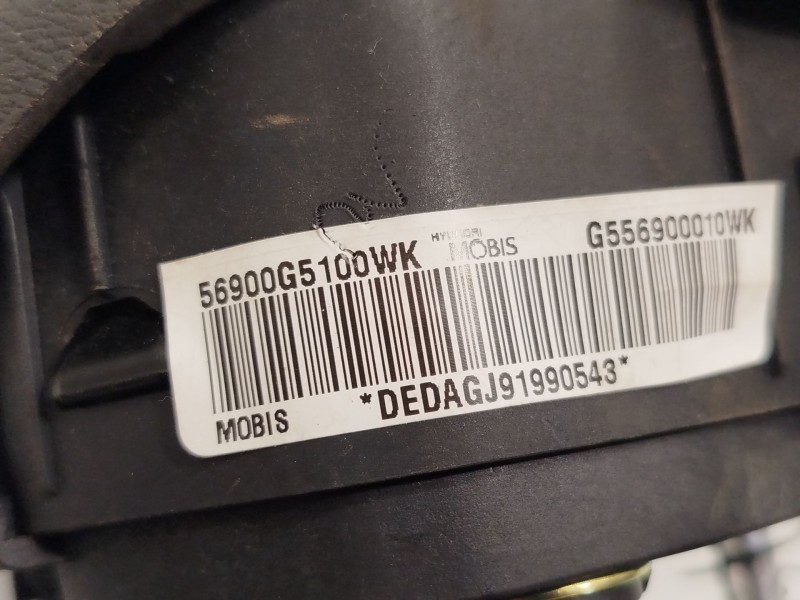 HYUNDAI
56900G5100WK MOBIS G556900010WK
*DEDAGJ91990543*
MOBIS